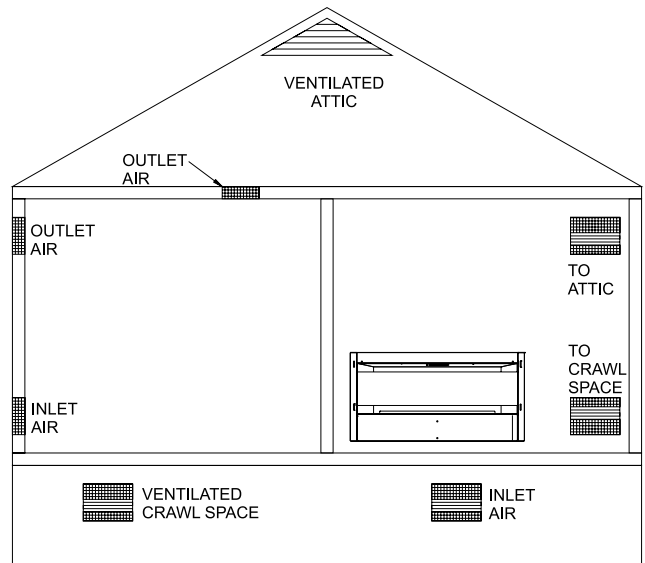 VENTILATED
ATTIC
OUTLET
AIR
OUTLET
AIR
TO
ATTIC
TO
CRAWL
SPACE
INLET
AIR
VENTILATED
CRAWL SPACE
INLET
AIR